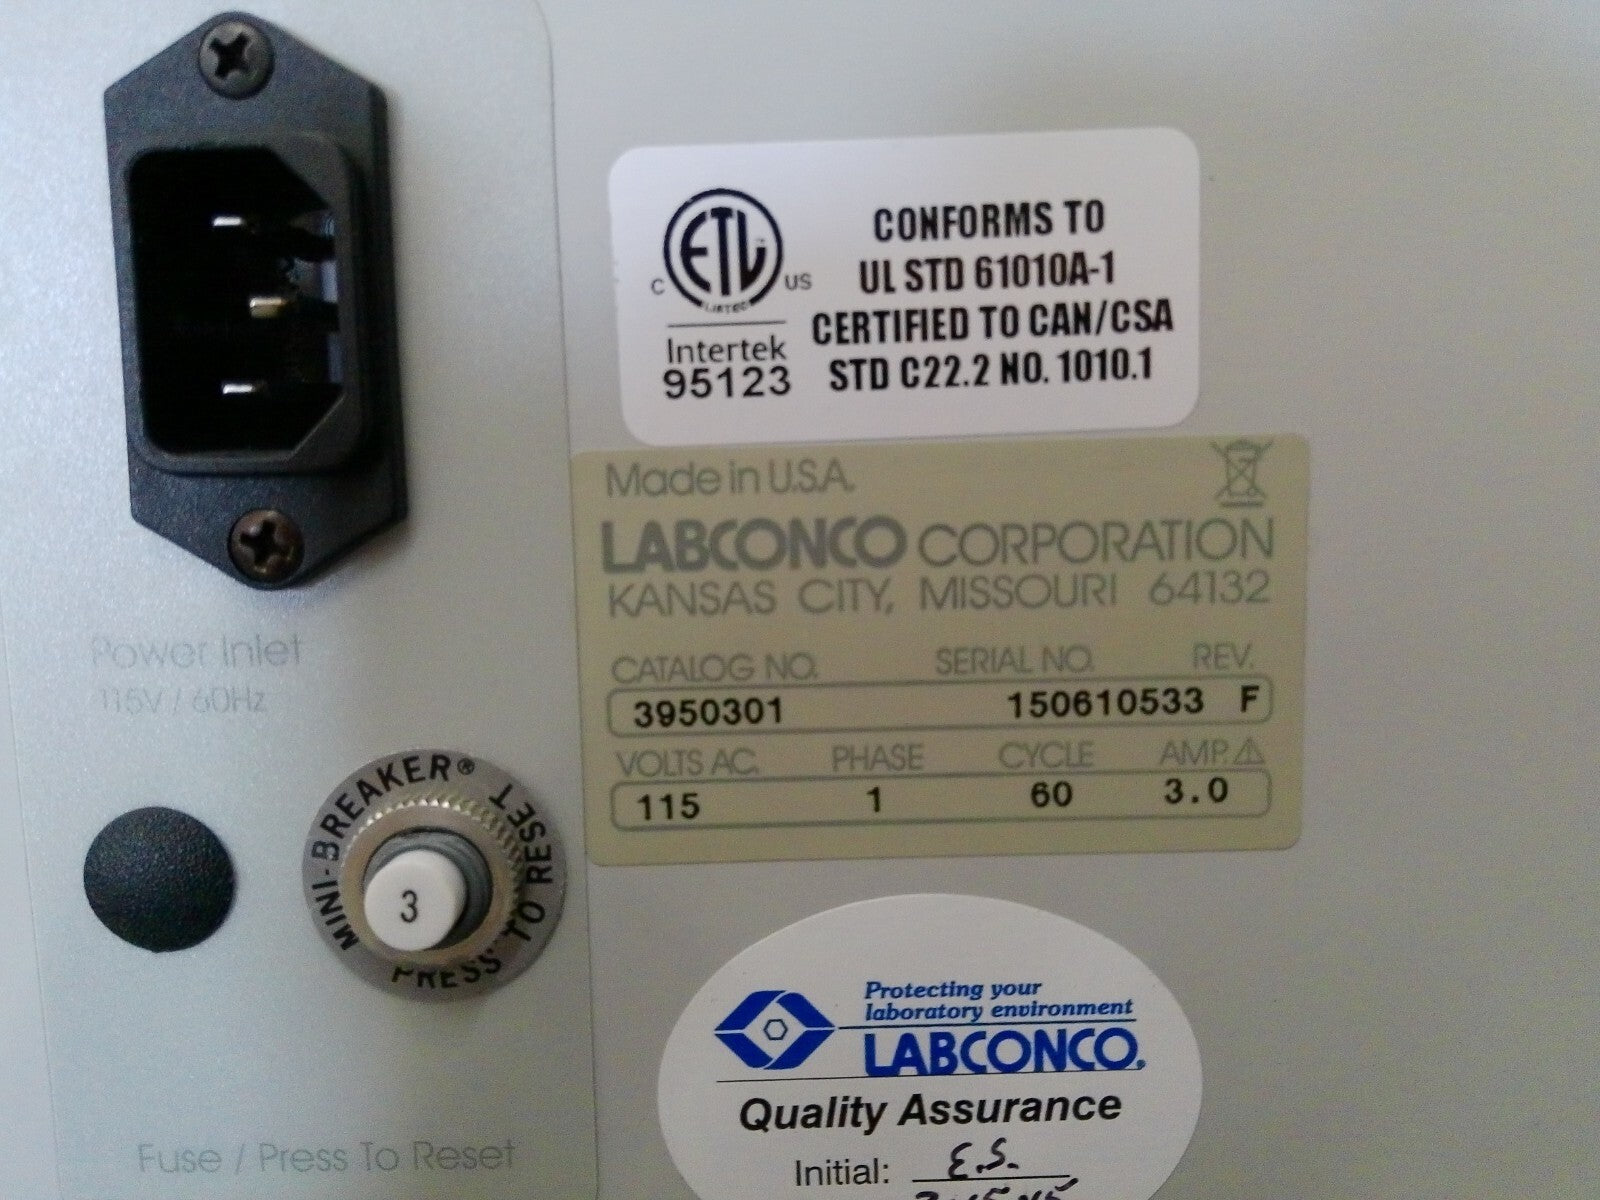 ETL
LISTED
C
US
Intertek
95123
CONFORMS TO
UL STD 61010A-1
CERTIFIED TO CAN/CSA
STD C22.2 NO. 1010.1
Made in U.S.A.
LABCONCO CORPORATION
KANSAS CITY, MISSOURI 64132
CATALOG NO. SERIAL NO. REV.
3950301 150610533 F
VOLTS AC. PHASE CYCLE AMP.
115 1 60 3.0
Power Inlet
115V / 60Hz
MINI-BREAKER®
PRESS TO RESET
3
Fuse / Press To Reset
Protecting your
laboratory environment
LABCONCO®
Quality Assurance
Initial: E.S.